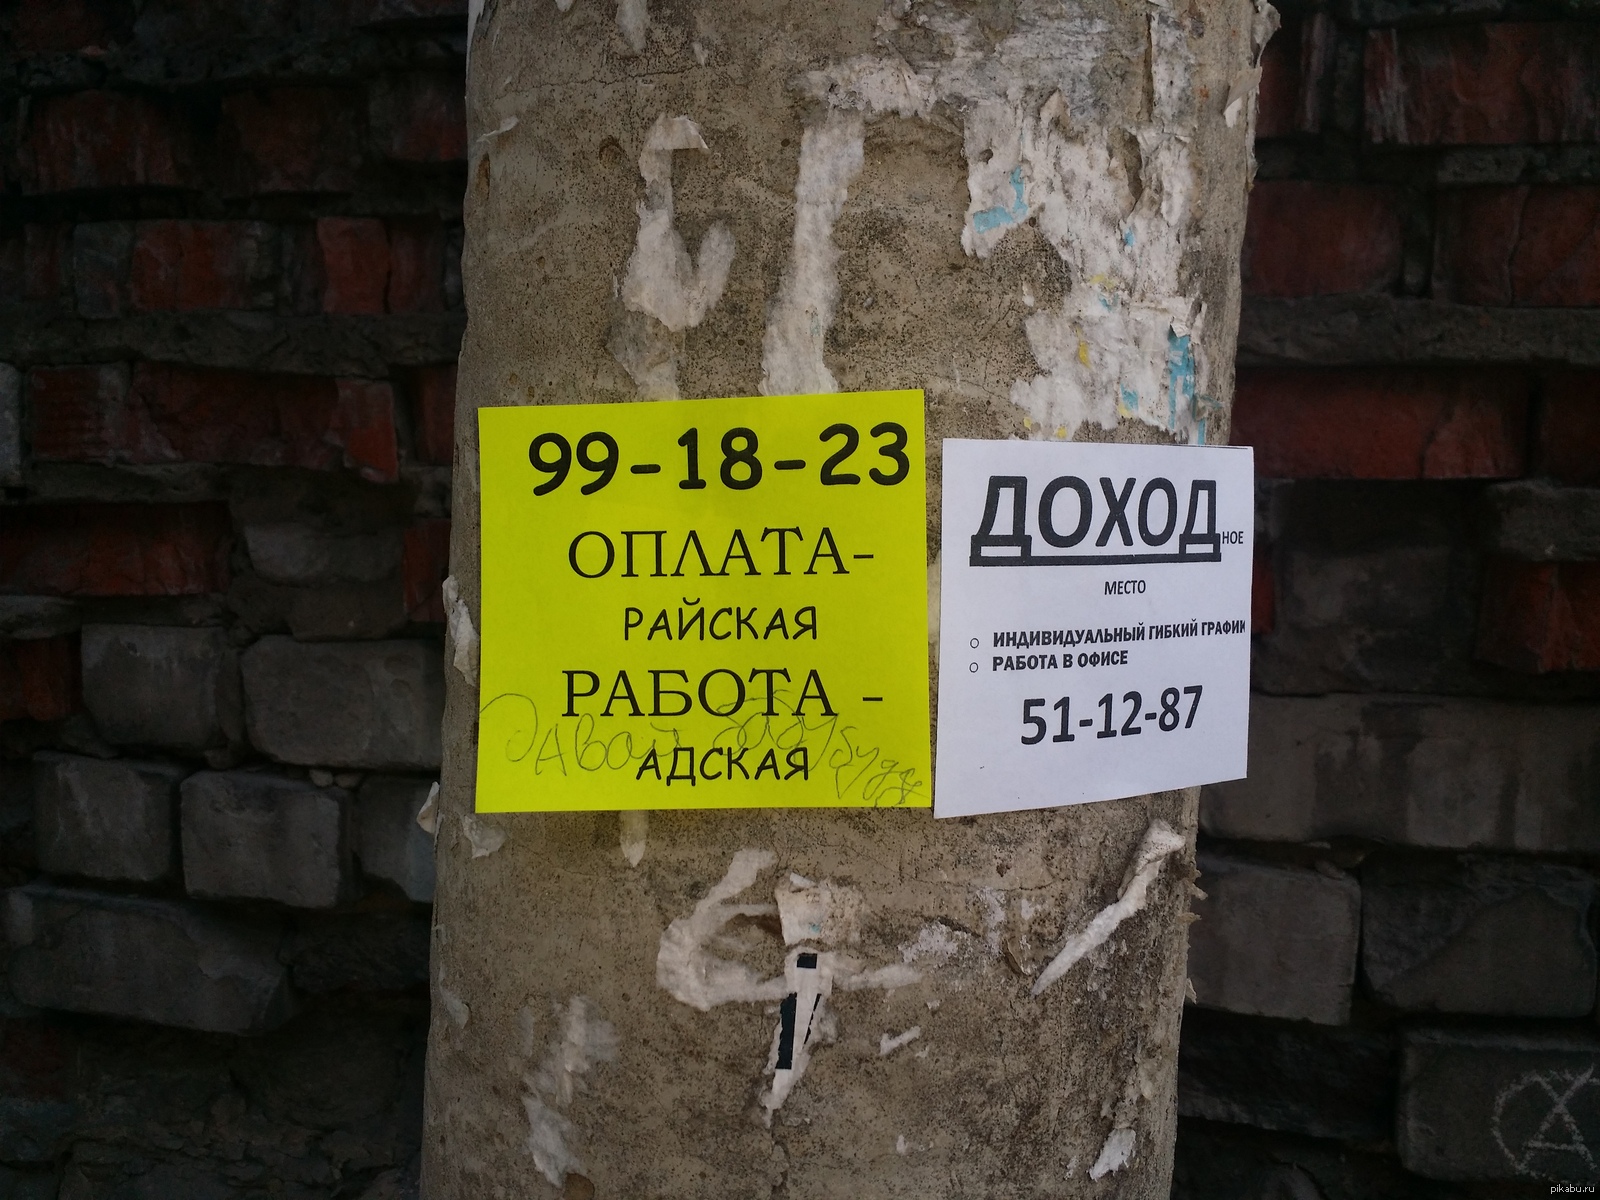 99-18-23
ОПЛАТА-
РАЙСКАЯ
РАБОТА -
АДСКАЯ
Давай
ДОХОДНОЕ
МЕСТО
○ ИНДИВИДУАЛЬНЫЙ ГИБКИЙ ГРАФИК
○ РАБОТА В ОФИСЕ
51-12-87
pikabu.ru